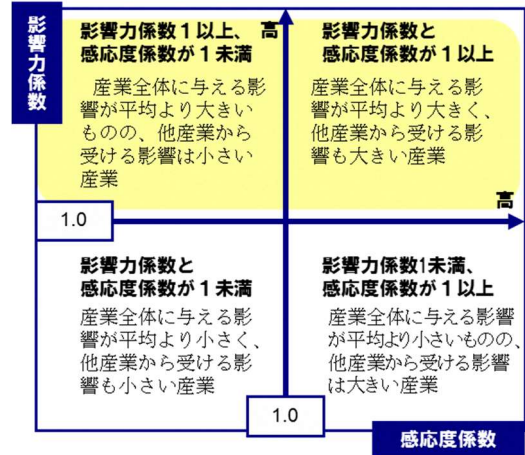 影響力係数
影響力係数１以上、
感応度係数が１未満
産業全体に与える影
響が平均より大きい
ものの、他産業から
受ける影響は小さい
産業
高
影響力係数と
感応度係数が１以上
産業全体に与える影
響が平均より大きく、
他産業から受ける影
響も大きい産業
高
1.0
影響力係数と
感応度係数が１未満
産業全体に与える影
響が平均より小さく、
他産業から受ける影
響も小さい産業
影響力係数1未満、
感応度係数が１以上
産業全体に与える影響
が平均より小さいものの、
他産業から受ける影響
は大きい産業
1.0
感応度係数